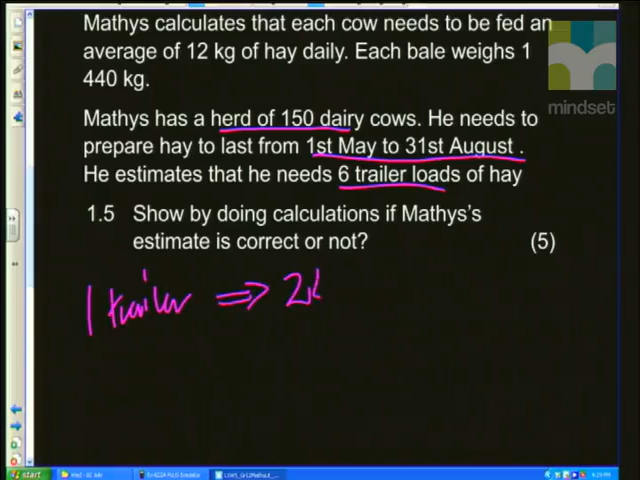 Mathys calculates that each cow needs to be fed an
average of 12 kg of hay daily. Each bale weighs 1
440 kg.
mindset
Mathys has a herd of 150 dairy cows. He needs to
prepare hay to last from 1st May to 31st August .
He estimates that he needs 6 trailer loads of hay
1.5 Show by doing calculations if Mathys's
estimate is correct or not? (5)
1 trailer ⇒
start